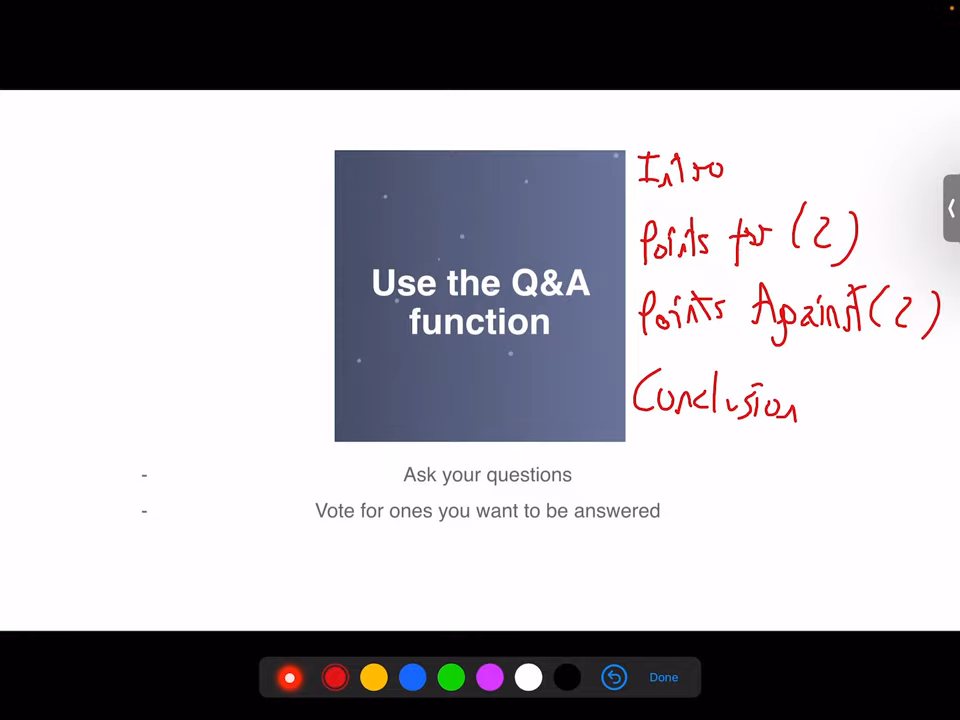 Use the Q&A
function
Intro
Points for (2)
Points Against (2)
Conclusion
- Ask your questions
- Vote for ones you want to be answered
Done